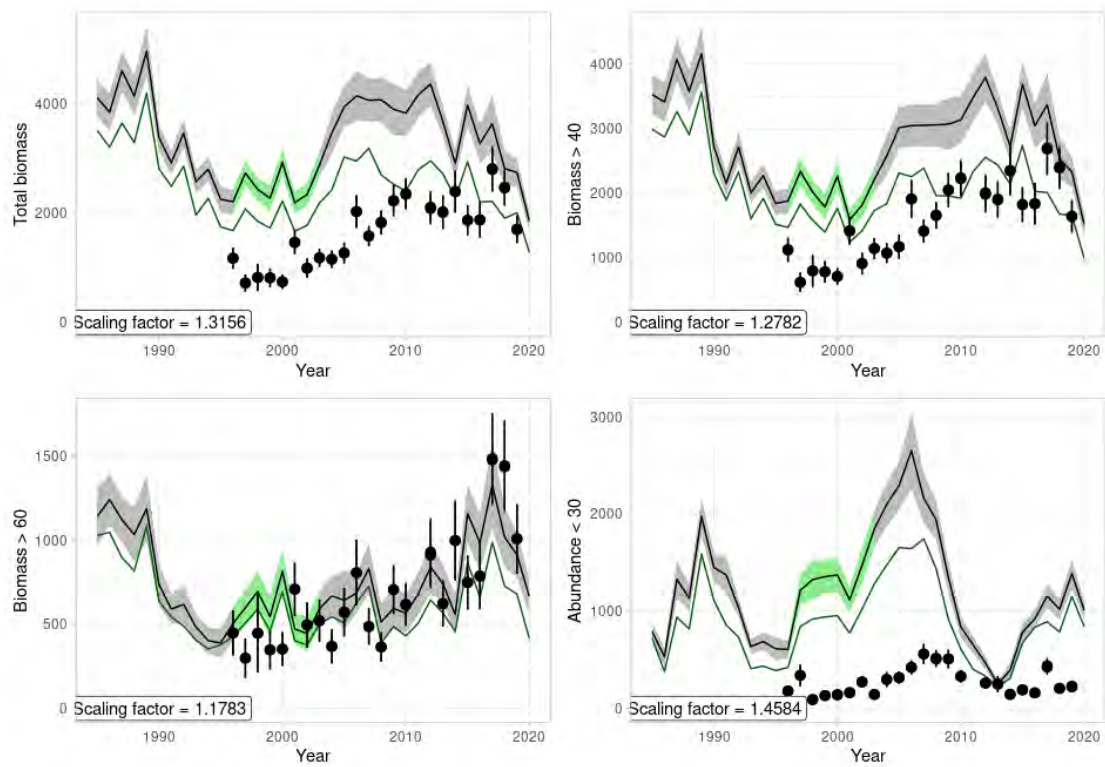 Total biomass
4000
2000
0
Scaling factor = 1.3156
1990
2000
2010
2020
Year
Biomass > 40
4000
3000
2000
1000
0
Scaling factor = 1.2782
1990
2000
2010
2020
Year
Biomass > 60
1500
1000
500
0
Scaling factor = 1.1783
1990
2000
2010
2020
Year
Abundance < 30
3000
2000
1000
0
Scaling factor = 1.4584
1990
2000
2010
2020
Year